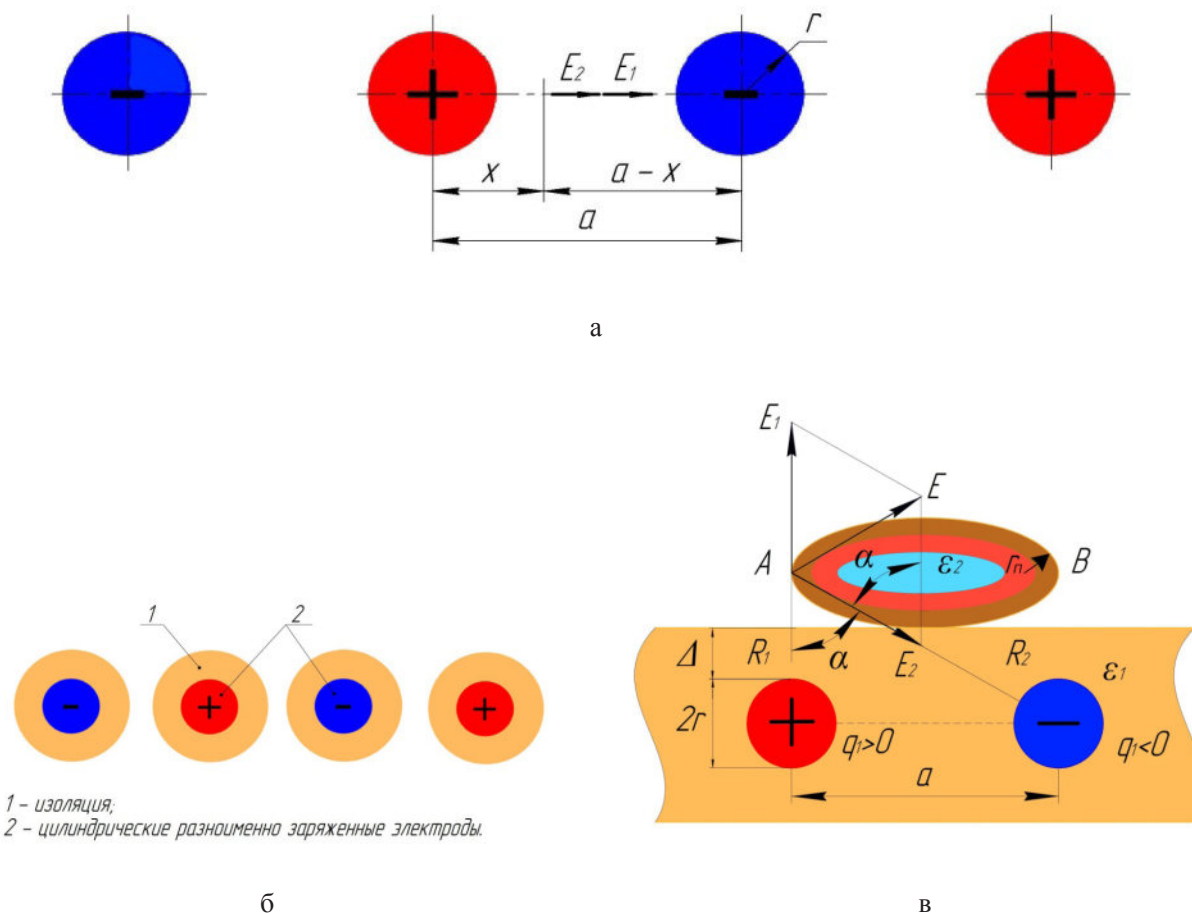 r
E₂ E₁
x
a – x
a
а
E₁
E
A
α
ε₂
rп
B
1
2
Δ
R₁
α
E₂
R₂
ε₁
2r
q₁>0
q₁<0
a
1 – изоляция;
2 – цилиндрические разноименно заряженные электроды.
б
в